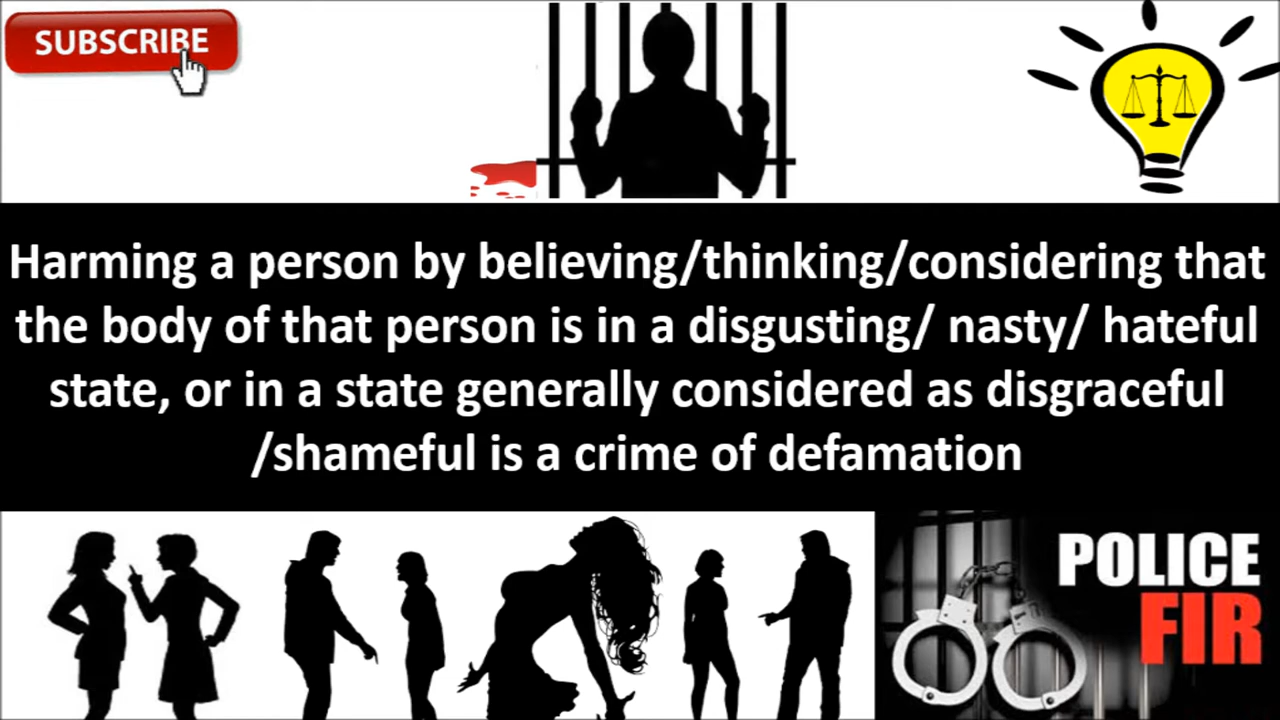 SUBSCRIBE
Harming a person by believing/thinking/considering that
the body of that person is in a disgusting/ nasty/ hateful
state, or in a state generally considered as disgraceful
/shameful is a crime of defamation
POLICE
FIR